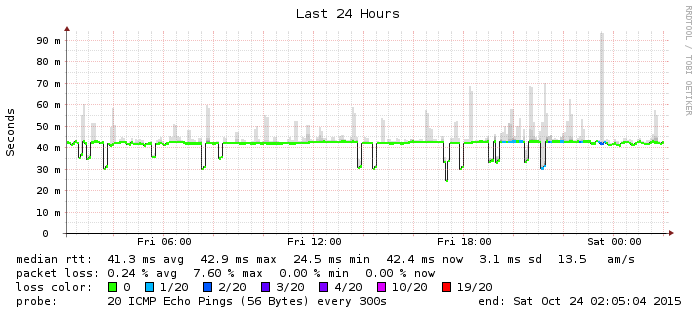 Last 24 Hours
RRDTOOL / TOBI OETIKER
Seconds
90 m
80 m
70 m
60 m
50 m
40 m
30 m
20 m
10 m
0
Fri 06:00 Fri 12:00 Fri 18:00 Sat 00:00
median rtt: 41.3 ms avg 42.9 ms max 24.5 ms min 42.4 ms now 3.1 ms sd 13.5 am/s
packet loss: 0.24 % avg 7.60 % max 0.00 % min 0.00 % now
loss color: 0 1/20 2/20 3/20 4/20 10/20 19/20
probe: 20 ICMP Echo Pings (56 Bytes) every 300s end: Sat Oct 24 02:05:04 2015